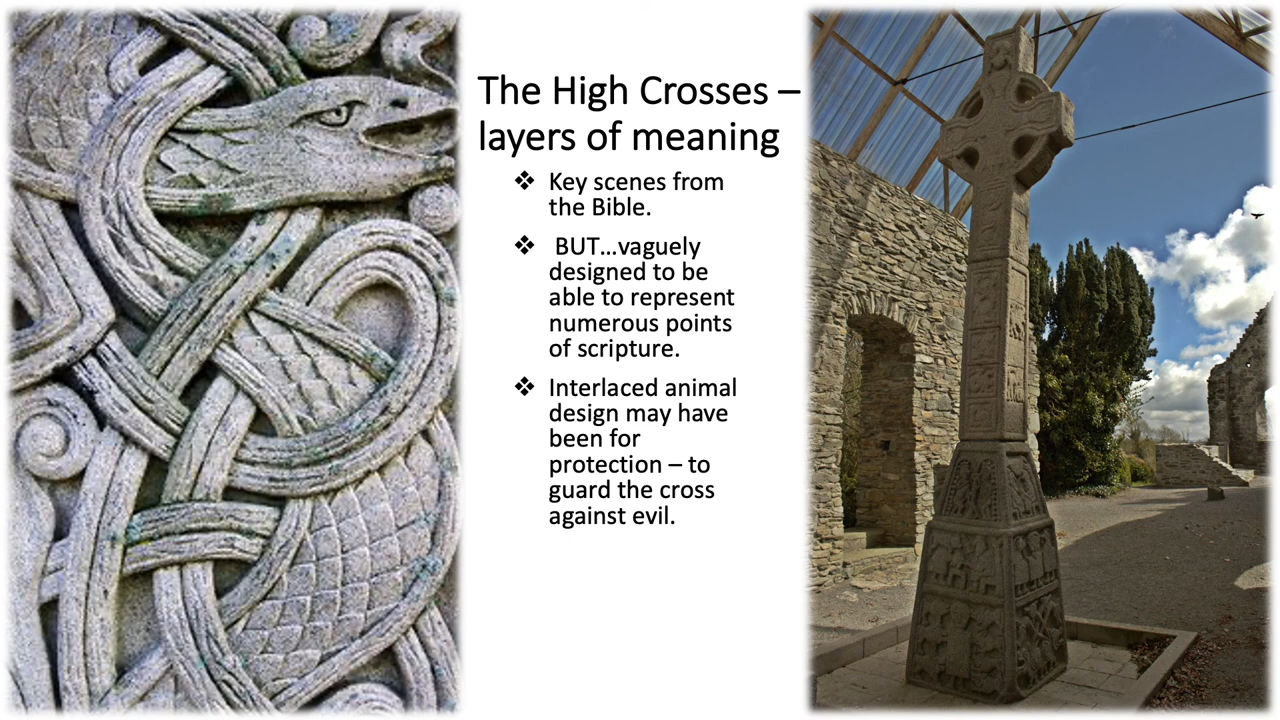 The High Crosses –
layers of meaning
❖ Key scenes from
the Bible.
❖ BUT...vaguely
designed to be
able to represent
numerous points
of scripture.
❖ Interlaced animal
design may have
been for
protection – to
guard the cross
against evil.